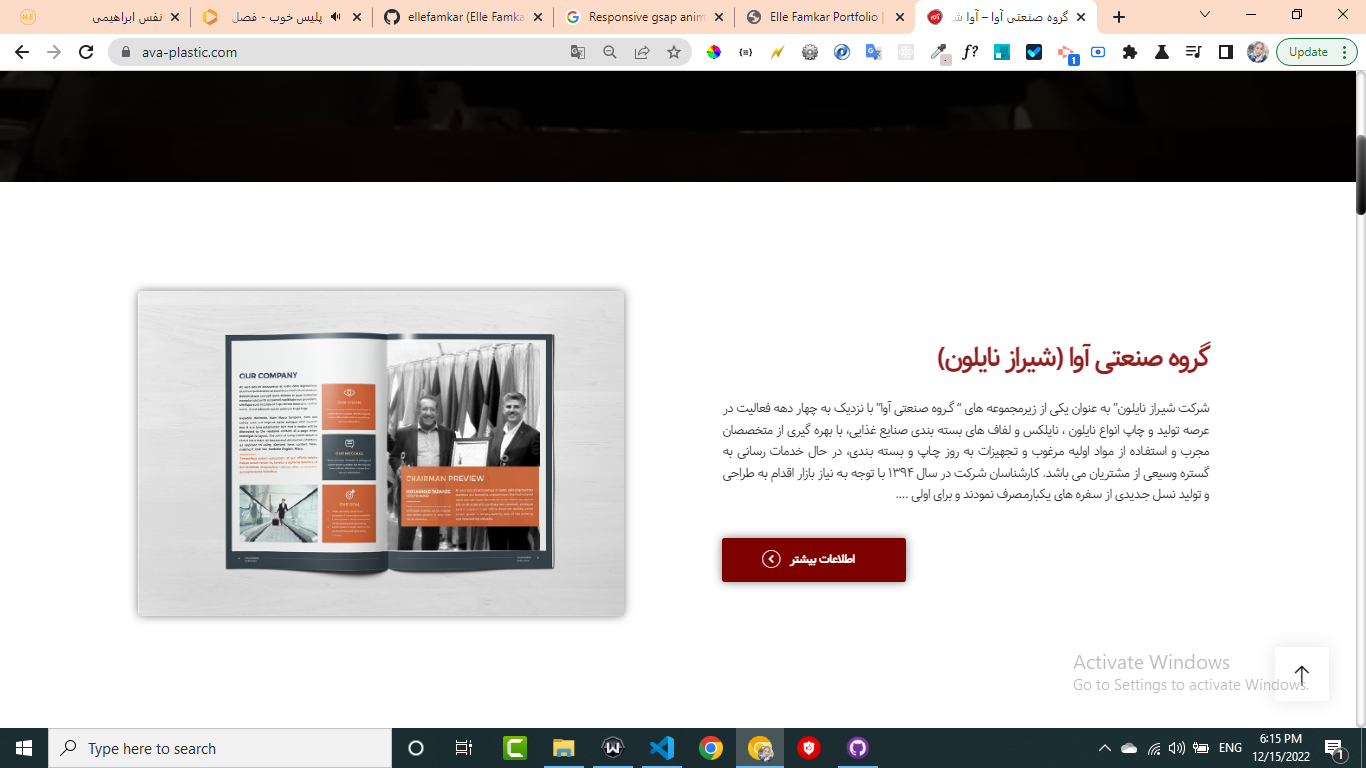 نفس ابراهیمی
پلیس خوب - فصل
ellefamkar (Elle Famka
Responsive gsap anim
Elle Famkar Portfolio |
گروه صنعتی آوا – آوا ش
ava-plastic.com
Update
OUR COMPANY
OUR VISION
OUR MESSAGE
OUR GOAL
CHAIRMAN PREVIEW
گروه صنعتی آوا (شیراز نایلون)
شرکت شیراز نایلون” به عنوان یکی از زیرمجموعه های “ گروه صنعتی آوا” با نزدیک به چهار دهه فعالیت در
عرصه تولید و چاپ انواع نایلون ، نایلکس و لفاف های بسته بندی صنایع غذایی، با بهره گیری از متخصصان
مجرب و استفاده از مواد اولیه مرغوب و تجهیزات به روز چاپ و بسته بندی، در حال خدمات رسانی به
گستره وسیعی از مشتریان می باشد. کارشناسان شرکت در سال ۱۳۹۴ با توجه به نیاز بازار اقدام به طراحی
و تولید نسل جدیدی از سفره های یکبارمصرف نمودند و برای اولی ....
اطلاعات بیشتر
Activate Windows
Go to Settings to activate Windows.
Type here to search
ENG
6:15 PM
12/15/2022
1